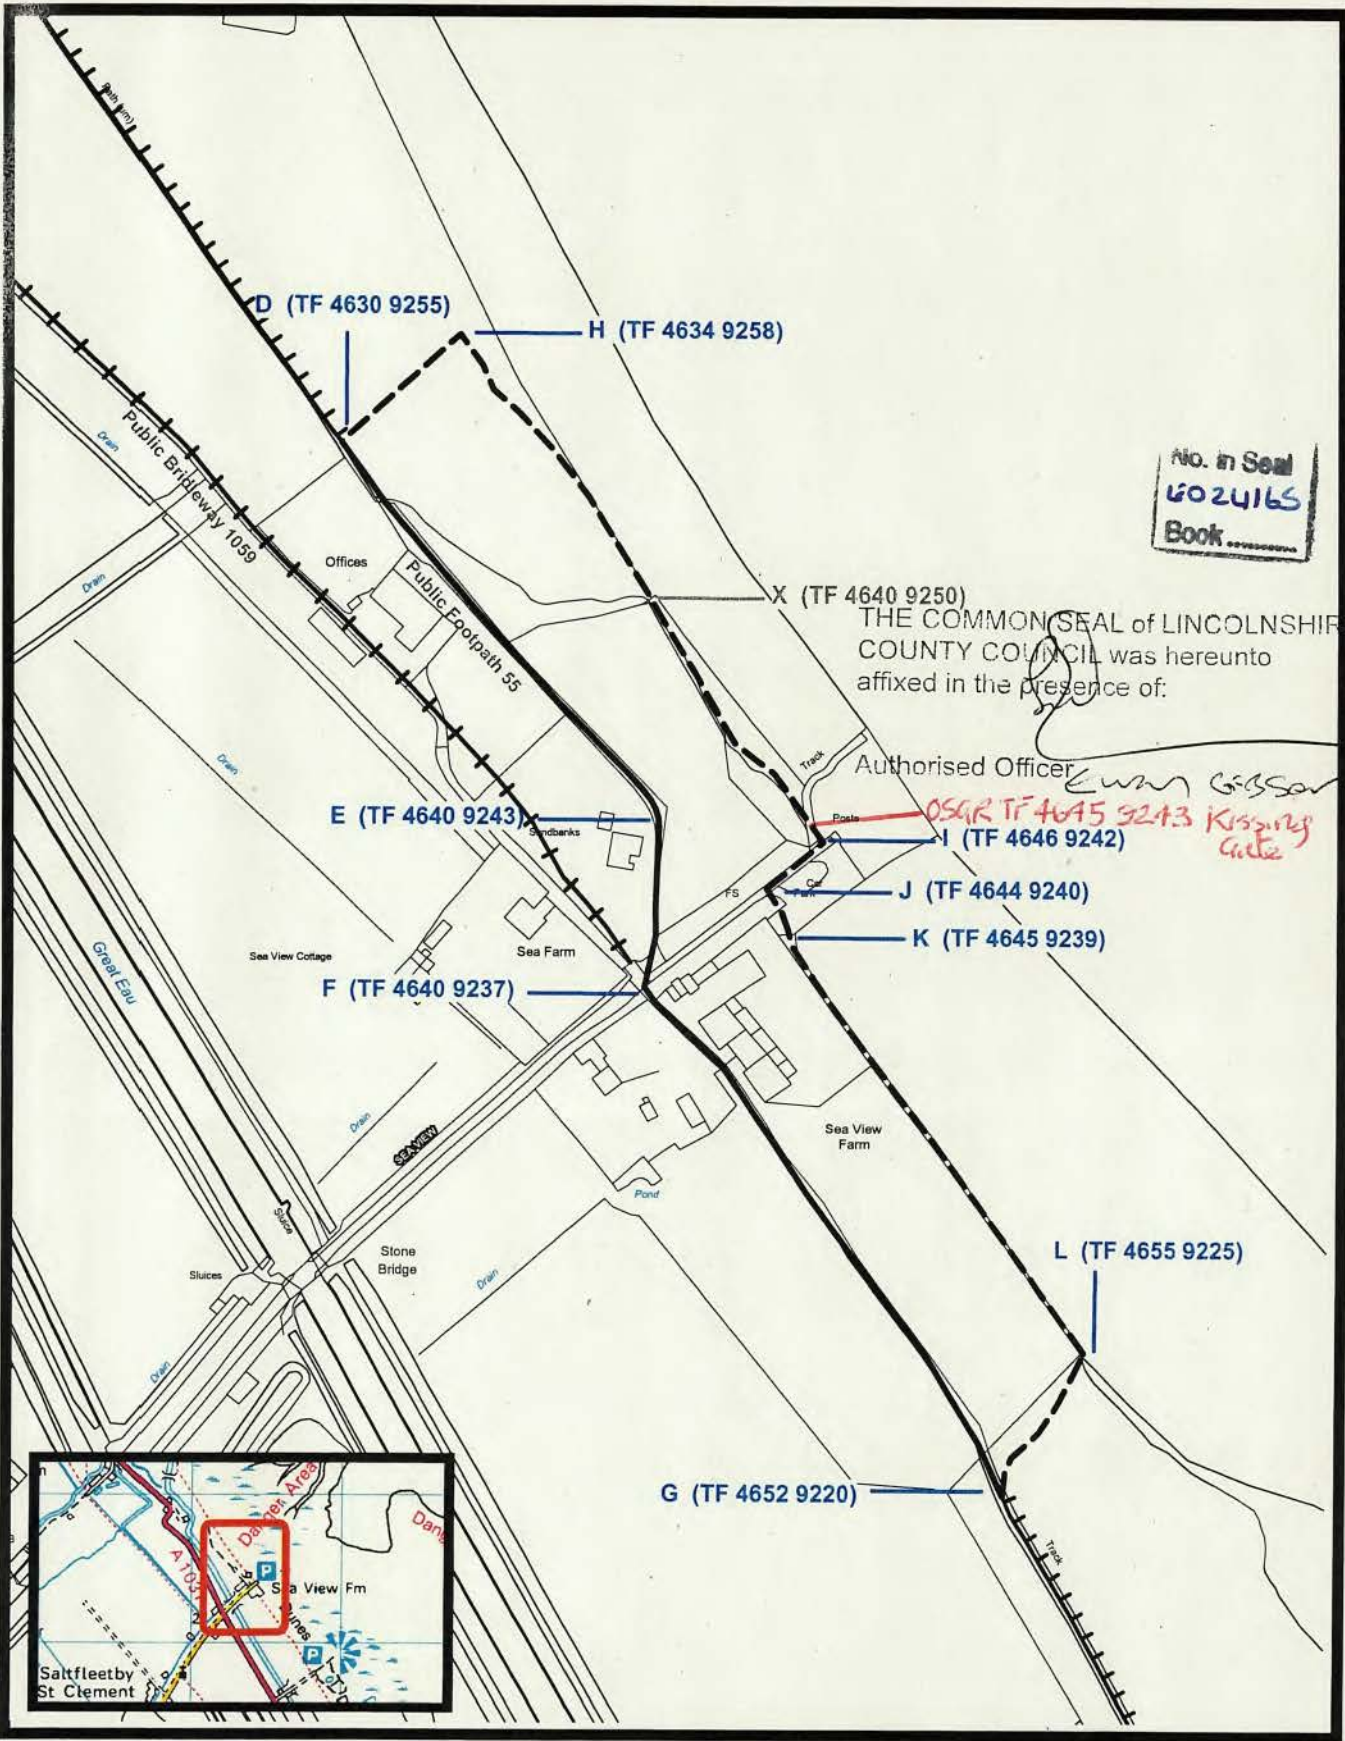 Path (um)
D (TF 4630 9255)
H (TF 4634 9258)
Drain
Public Bridleway 1059
No. in Seal
Book
Offices
Public Footpath 55
Drain
X (TF 4640 9250)
THE COMMON SEAL of LINCOLNSHIR
COUNTY COUNCIL was hereunto
affixed in the presence of:
Drain
Track
Authorised Officer
E (TF 4640 9243)
Sandbanks
Posts
OSGR TF 4645 9243 Kissing
Gate
I (TF 4646 9242)
FS
Car
Park
J (TF 4644 9240)
K (TF 4645 9239)
Sea View Cottage
Sea Farm
Great Eau
F (TF 4640 9237)
Drain
SEA VIEW
Sea View
Farm
Pond
Sluice
Stone
Bridge
L (TF 4655 9225)
Sluices
Drain
Drain
G (TF 4652 9220)
Track
Danger Area
A103
P
Sea View Fm
Dunes
P
Saltfleetby
St Clement